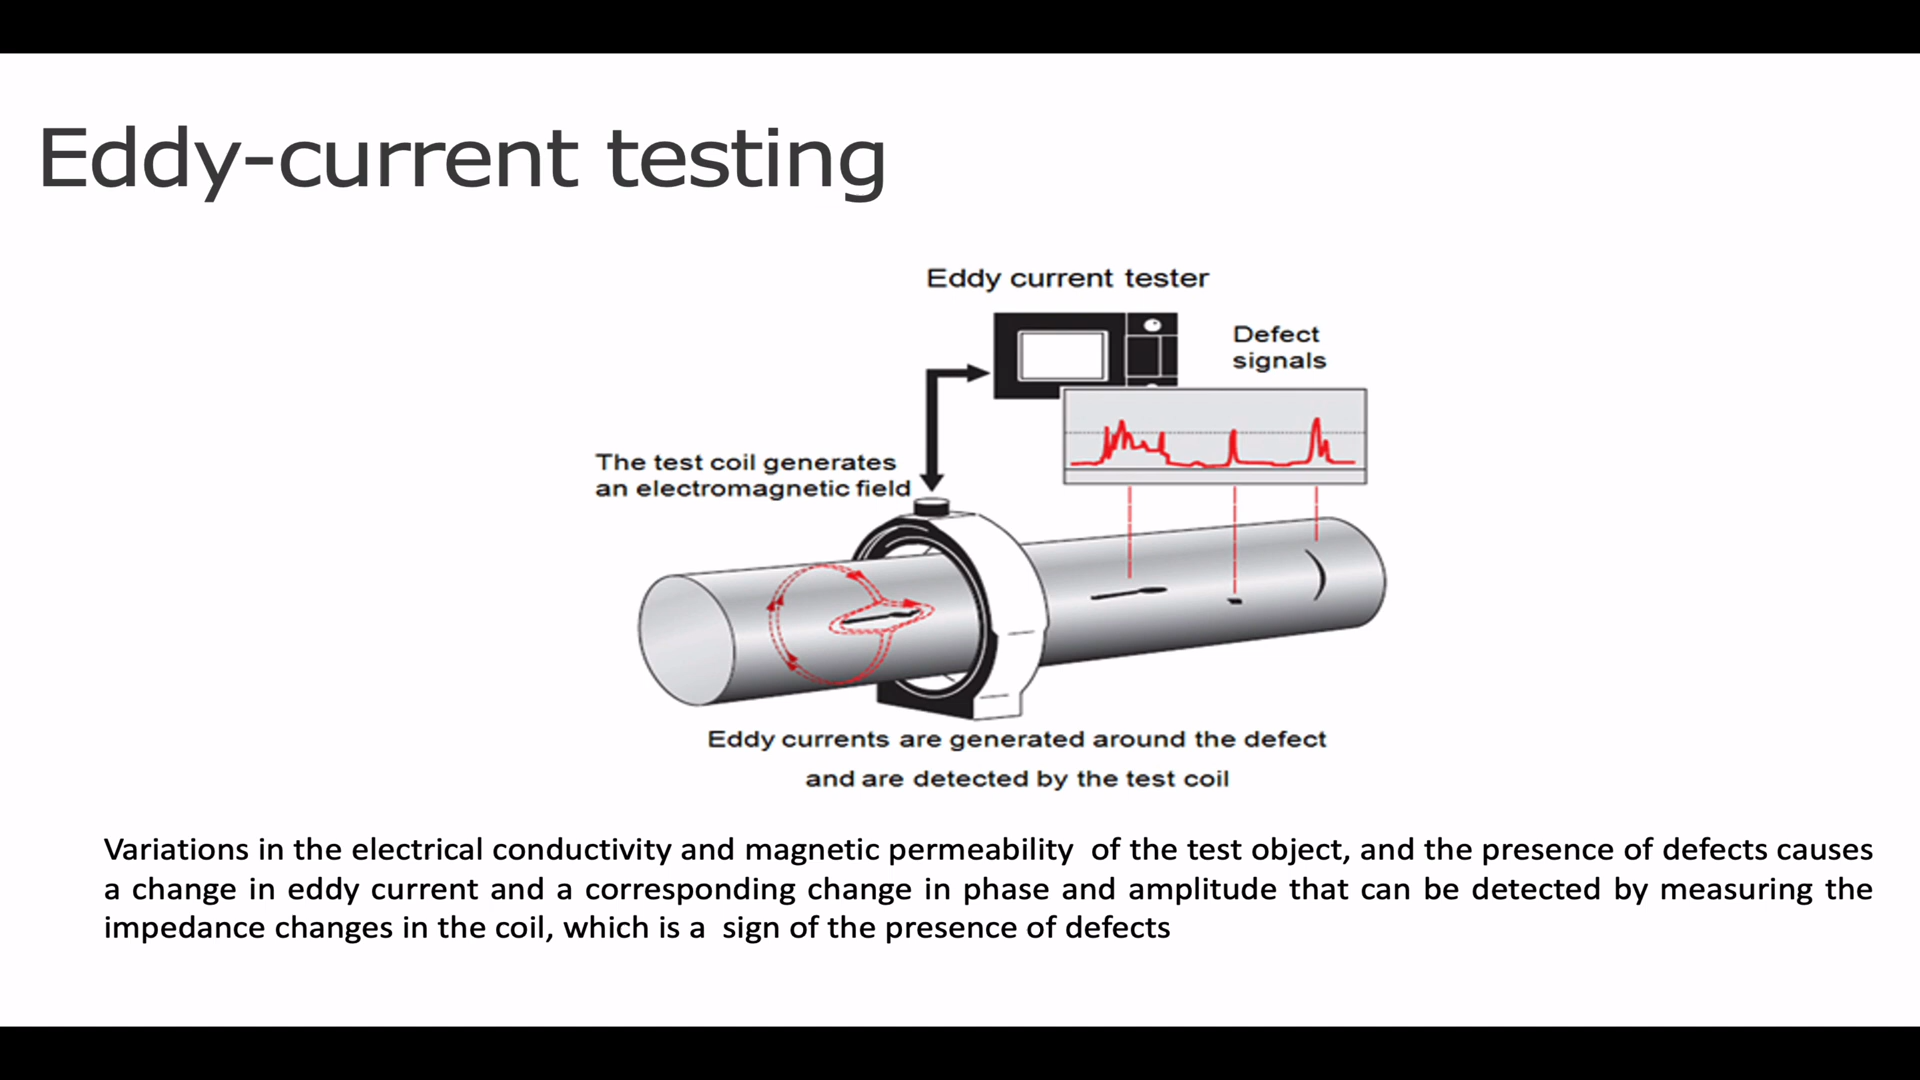 Eddy-current testing
Eddy current tester
Defect
signals
The test coil generates
an electromagnetic field
Eddy currents are generated around the defect
and are detected by the test coil
Variations in the electrical conductivity and magnetic permeability  of the test object, and the presence of defects causes
a change in eddy current and a corresponding change in phase and amplitude that can be detected by measuring the
impedance changes in the coil, which is a  sign of the presence of defects